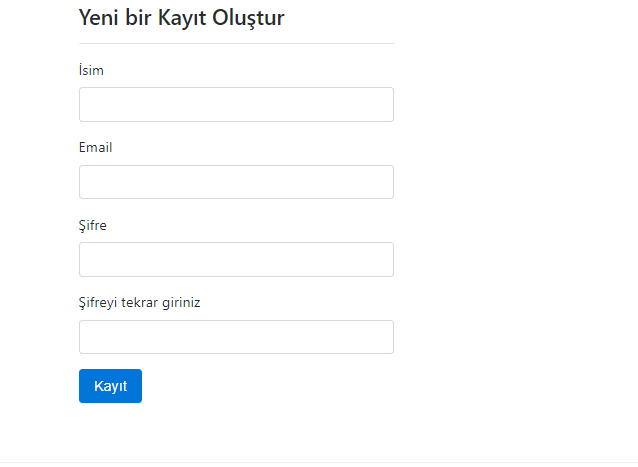 Yeni bir Kayıt Oluştur
İsim
Email
Şifre
Şifreyi tekrar giriniz
Kayıt